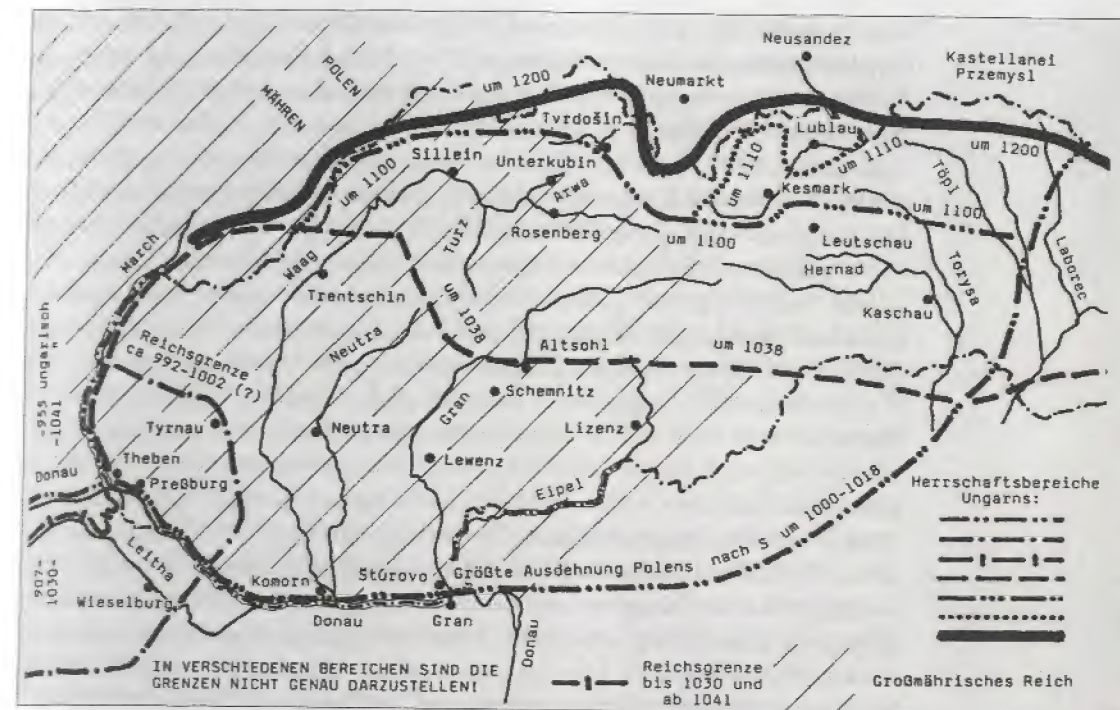 Neusandez
Kastellanei
Przemysl
Neumarkt
POLEN
MÄHREN
um 1200
Tvrdošin
Lublau
um 1110
um 1110
um 1200
um 1100
Sillein
Unterkubin
Arwa
Kesmark
Töpl
um 1100
Rosenberg
um 1100
Leutschau
March
Waag
Turz
Hernad
Torysa
Laborec
Trentschin
um 1038
Kaschau
Neutra
Altsohl
um 1038
Reichsgrenze
ca 992-1002 (?)
-955 ungarisch
-1041 "
Schemnitz
Gran
Tyrnau
Neutra
Lizenz
Theben
Lewenz
Donau
Preßburg
Eipel
Herrschaftsbereiche
Ungarns:
nach S um 1000-1018
Leitha
Größte Ausdehnung Polens
907-
1030-
Komorn
Stúrovo
Wieselburg
Donau
Gran
Donau
IN VERSCHIEDENEN BEREICHEN SIND DIE
GRENZEN NICHT GENAU DARZUSTELLEN!
Reichsgrenze
bis 1030 und
ab 1041
Großmährisches Reich